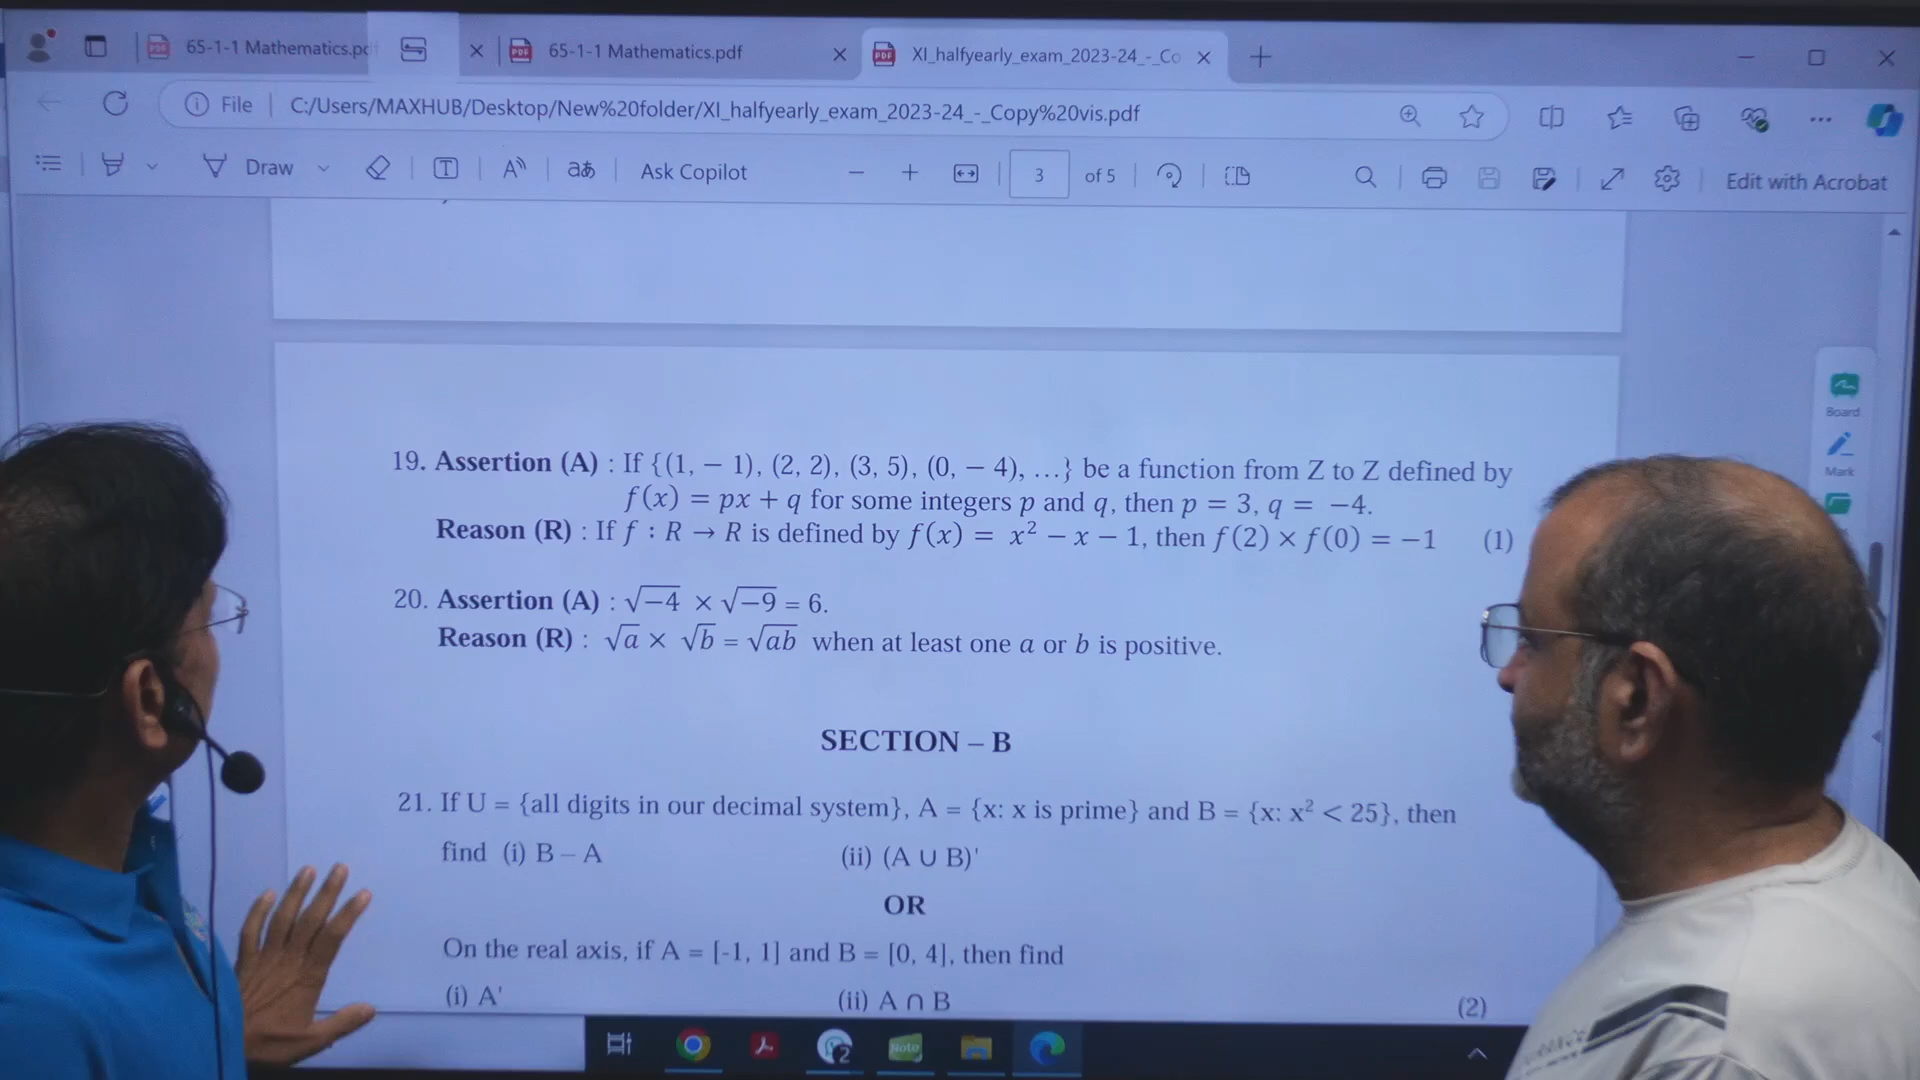 65-1-1 Mathematics.pdf
65-1-1 Mathematics.pdf
XI_halfyearly_exam_2023-24_-_Co
File
C:/Users/MAXHUB/Desktop/New%20folder/XI_halfyearly_exam_2023-24_-_Copy%20vis.pdf
Draw
aあ
Ask Copilot
3
of 5
Edit with Acrobat
Board
Mark
19. Assertion (A) : If {(1, − 1), (2, 2), (3, 5), (0, − 4), …} be a function from Z to Z defined by
f(x) = px + q for some integers p and q, then p = 3, q = −4.
Reason (R) : If f : R → R is defined by f(x) = x² − x − 1, then f(2) × f(0) = −1 (1)
20. Assertion (A) : √−4 × √−9 = 6.
Reason (R) : √a × √b = √ab when at least one a or b is positive.
SECTION – B
21. If U = {all digits in our decimal system}, A = {x: x is prime} and B = {x: x² < 25}, then
find (i) B – A (ii) (A ∪ B)'
OR
On the real axis, if A = [-1, 1] and B = [0, 4], then find
(i) A' (ii) A ∩ B (2)
2
Note